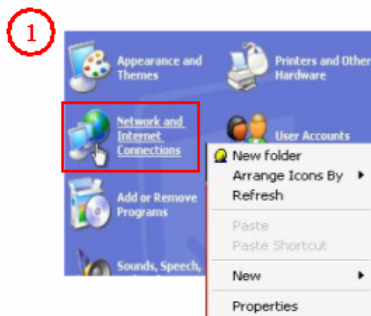 1
Appearance and
Themes
Printers and Other
Hardware
Network and
Internet
Connections
User Accounts
Add or Remove
Programs
Sounds, Speech,
New folder
Arrange Icons By
Refresh
Paste
Paste Shortcut
New
Properties